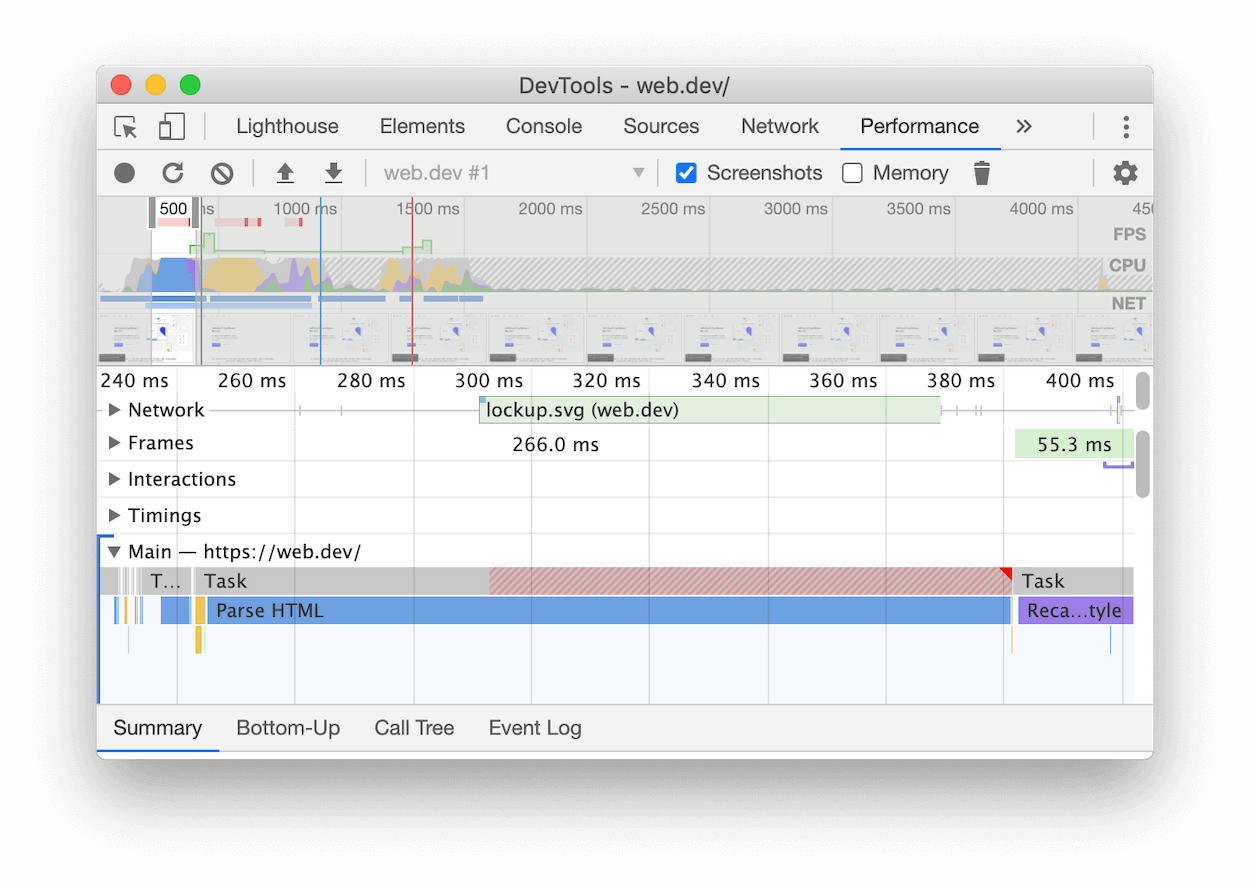 DevTools - web.dev/
Lighthouse Elements Console Sources Network Performance
web.dev #1 Screenshots Memory
500 ms 1000 ms 1500 ms 2000 ms 2500 ms 3000 ms 3500 ms 4000 ms
FPS
CPU
NET
240 ms 260 ms 280 ms 300 ms 320 ms 340 ms 360 ms 380 ms 400 ms
Network lockup.svg (web.dev)
Frames 266.0 ms 55.3 ms
Interactions
Timings
Main — https://web.dev/
T... Task Task
Parse HTML Reca...tyle
Summary Bottom-Up Call Tree Event Log